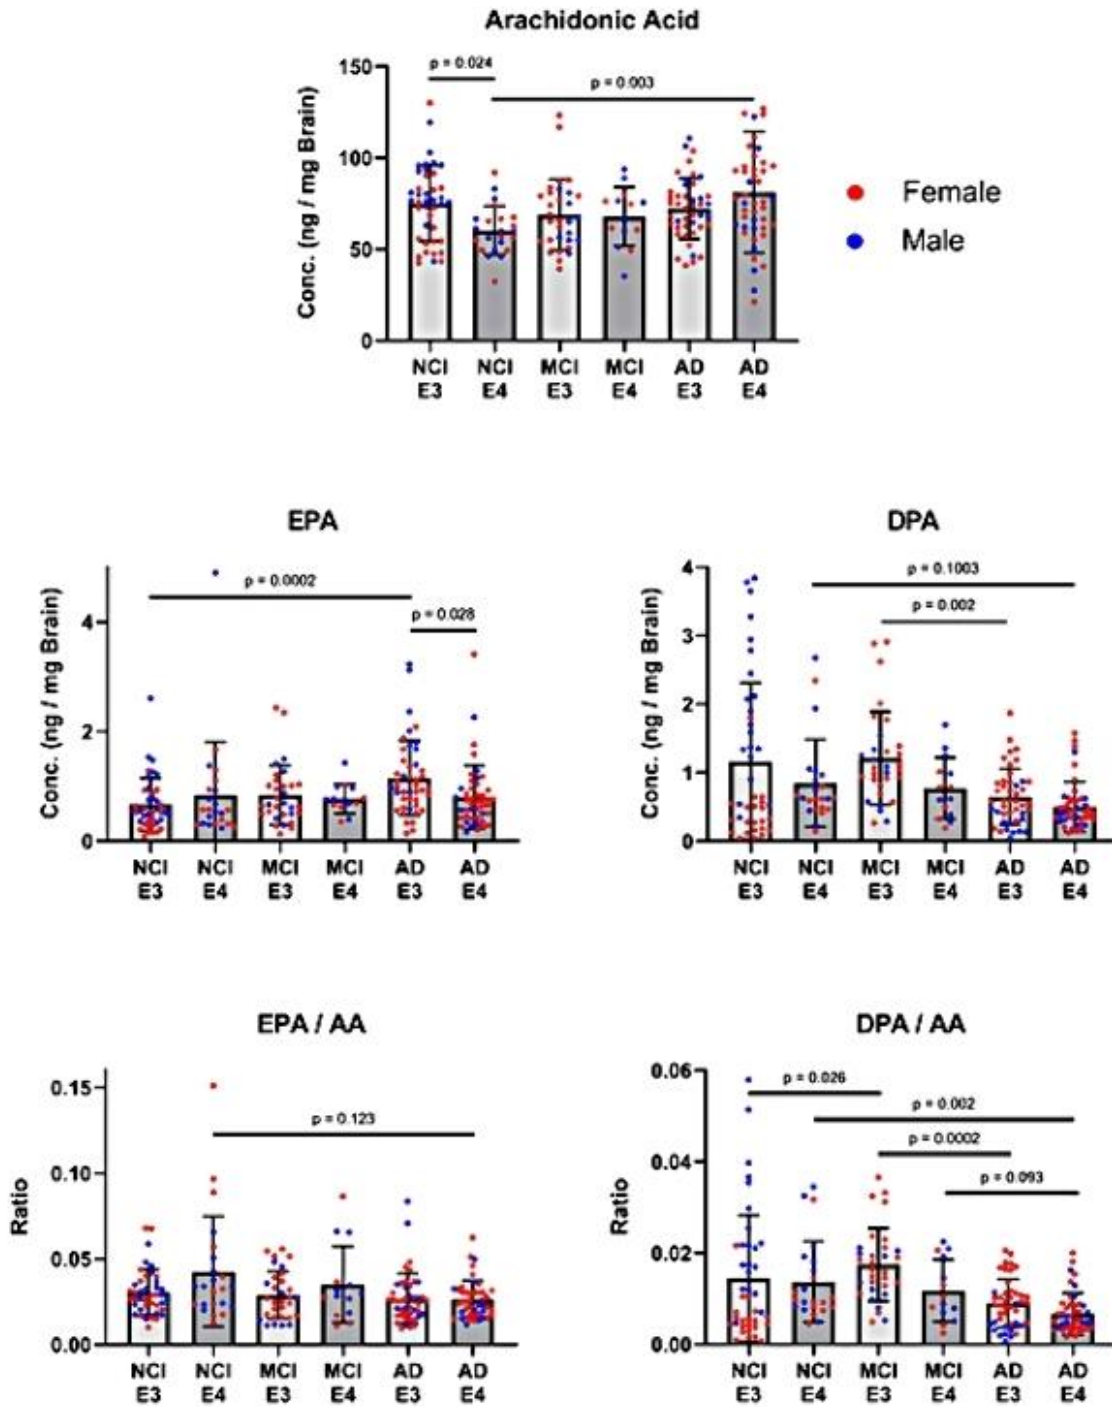 Arachidonic Acid
Conc. (ng / mg Brain)
150
100
50
0
p = 0.024
p = 0.003
NCI E3
NCI E4
MCI E3
MCI E4
AD E3
AD E4
Female
Male
EPA
Conc. (ng / mg Brain)
4
2
0
p = 0.0002
p = 0.028
NCI E3
NCI E4
MCI E3
MCI E4
AD E3
AD E4
DPA
Conc. (ng / mg Brain)
4
3
2
1
0
p = 0.1003
p = 0.002
NCI E3
NCI E4
MCI E3
MCI E4
AD E3
AD E4
EPA / AA
Ratio
0.15
0.10
0.05
0.00
p = 0.123
NCI E3
NCI E4
MCI E3
MCI E4
AD E3
AD E4
DPA / AA
Ratio
0.06
0.04
0.02
0.00
p = 0.026
p = 0.002
p = 0.0002
p = 0.093
NCI E3
NCI E4
MCI E3
MCI E4
AD E3
AD E4